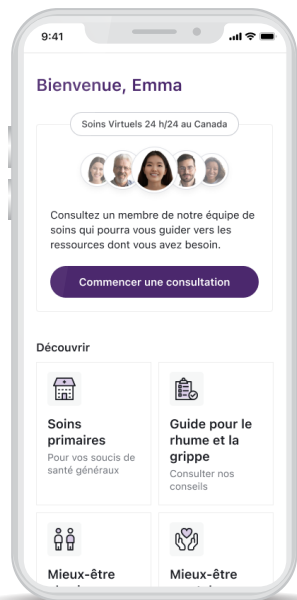 9:41
Bienvenue, Emma
Soins Virtuels 24 h/24 au Canada
Consultez un membre de notre équipe de
soins qui pourra vous guider vers les
ressources dont vous avez besoin.
Commencer une consultation
Découvrir
Soins
primaires
Pour vos soucis de
santé généraux
Guide pour le
rhume et la
grippe
Consulter nos
conseils
Mieux-être
Mieux-être